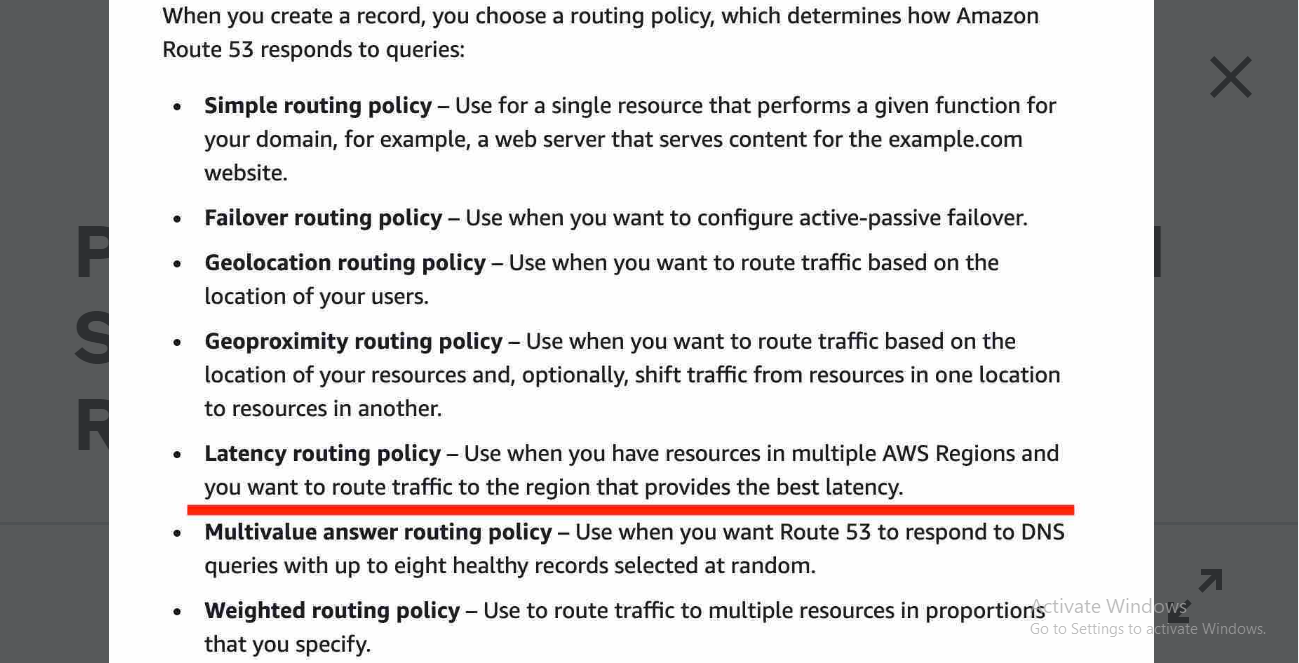 When you create a record, you choose a routing policy, which determines how Amazon
Route 53 responds to queries:
• Simple routing policy – Use for a single resource that performs a given function for
your domain, for example, a web server that serves content for the example.com
website.
• Failover routing policy – Use when you want to configure active-passive failover.
• Geolocation routing policy – Use when you want to route traffic based on the
location of your users.
• Geoproximity routing policy – Use when you want to route traffic based on the
location of your resources and, optionally, shift traffic from resources in one location
to resources in another.
• Latency routing policy – Use when you have resources in multiple AWS Regions and
you want to route traffic to the region that provides the best latency.
• Multivalue answer routing policy – Use when you want Route 53 to respond to DNS
queries with up to eight healthy records selected at random.
• Weighted routing policy – Use to route traffic to multiple resources in proportions
that you specify.
Activate Windows
Go to Settings to activate Windows.